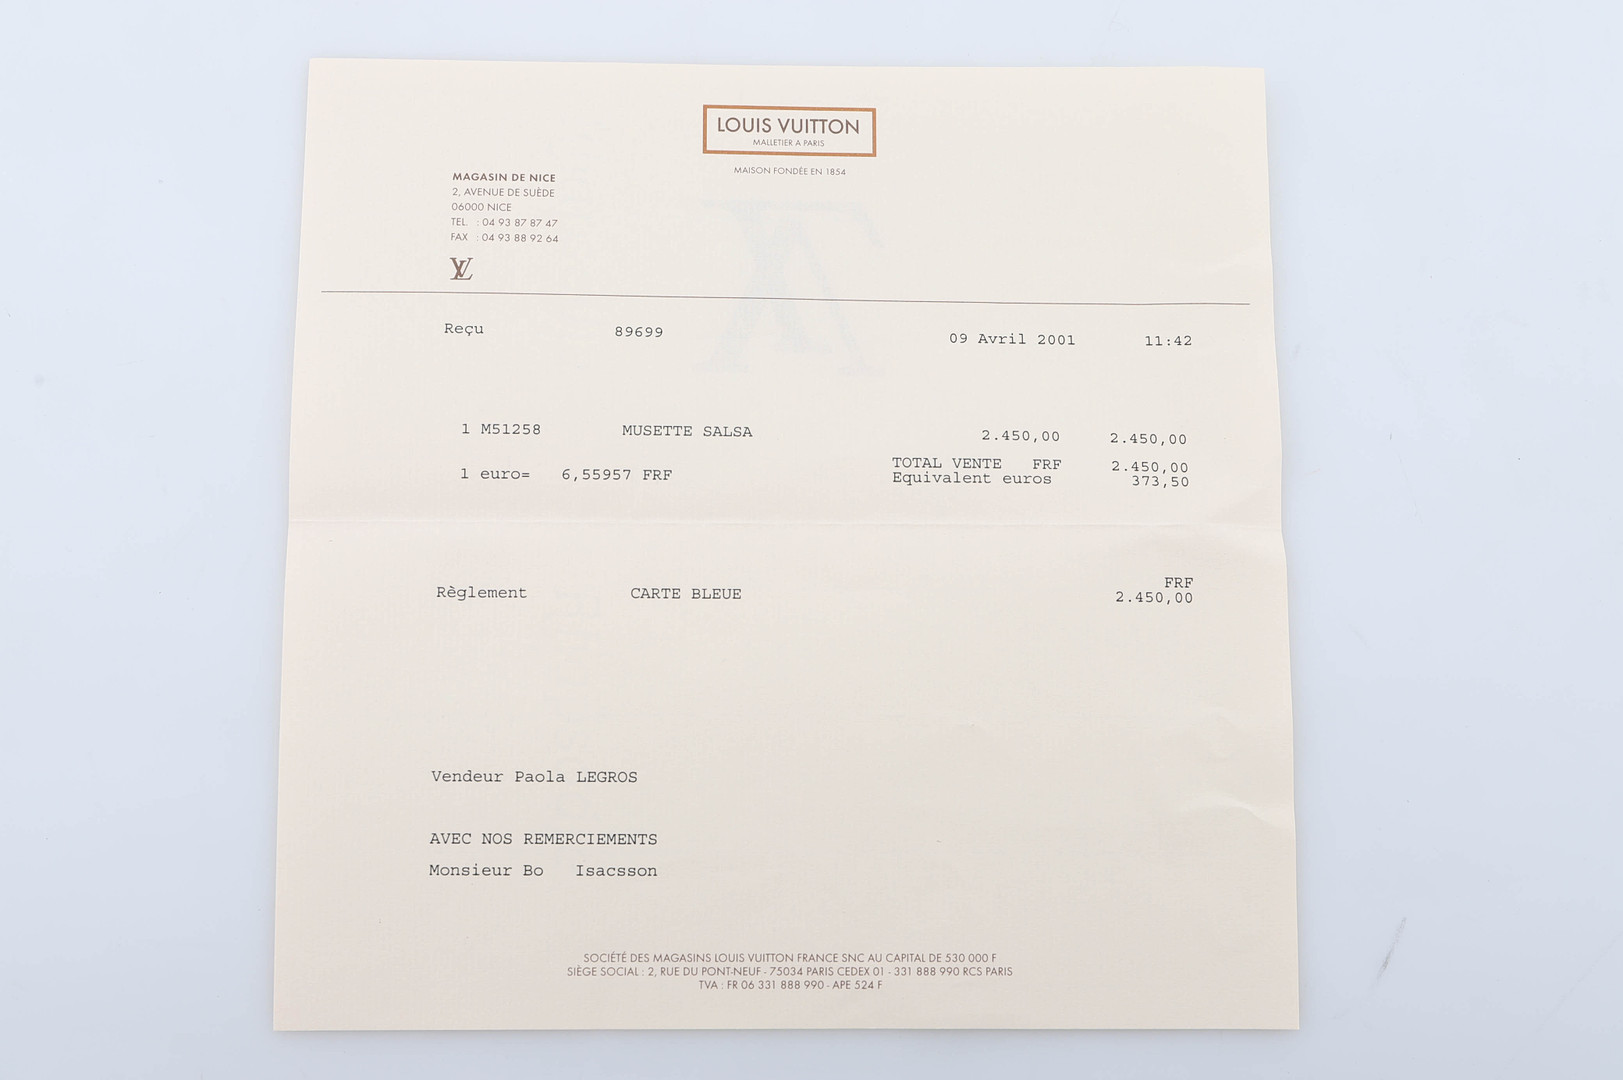 LOUIS VUITTON
MALLETIER A PARIS
MAISON FONDÉE EN 1854
MAGASIN DE NICE
2, AVENUE DE SUÈDE
06000 NICE
TEL. : 04 93 87 87 47
FAX : 04 93 88 92 64
LV
Reçu 89699 09 Avril 2001 11:42
1 M51258 MUSETTE SALSA 2.450,00 2.450,00
TOTAL VENTE FRF 2.450,00
1 euro= 6,55957 FRF Equivalent euros 373,50
FRF
Règlement CARTE BLEUE 2.450,00
Vendeur Paola LEGROS
AVEC NOS REMERCIEMENTS
Monsieur Bo Isacsson
SOCIÉTÉ DES MAGASINS LOUIS VUITTON FRANCE SNC AU CAPITAL DE 530 000 F
SIÈGE SOCIAL : 2, RUE DU PONT-NEUF - 75034 PARIS CEDEX 01 - 331 888 990 RCS PARIS
TVA : FR 06 331 888 990 - APE 524 F